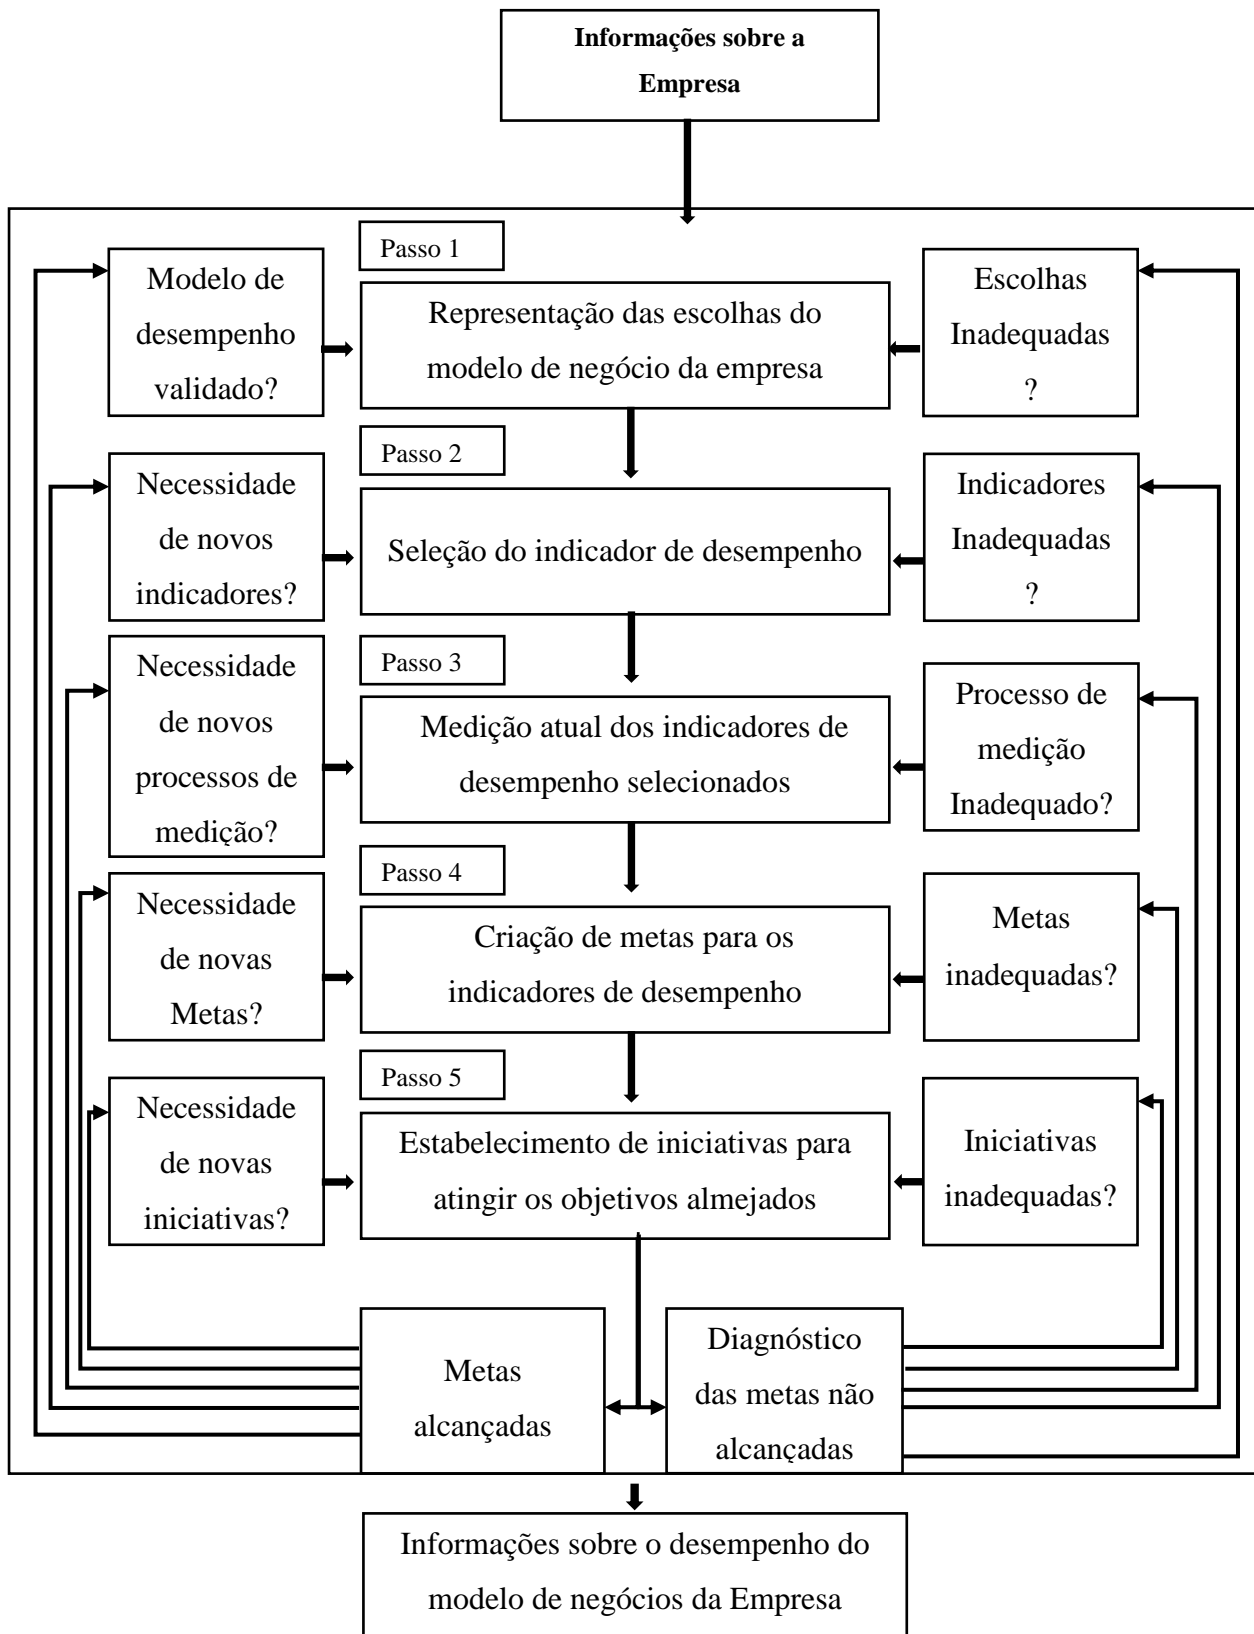 Informações sobre a
Empresa
Passo 1
Modelo de
desempenho
validado?
Representação das escolhas do
modelo de negócio da empresa
Escolhas
Inadequadas
?
Passo 2
Necessidade
de novos
indicadores?
Seleção do indicador de desempenho
Indicadores
Inadequadas
?
Passo 3
Necessidade
de novos
processos de
medição?
Medição atual dos indicadores de
desempenho selecionados
Processo de
medição
Inadequado?
Passo 4
Necessidade
de novas
Metas?
Criação de metas para os
indicadores de desempenho
Metas
inadequadas?
Passo 5
Necessidade
de novas
iniciativas?
Estabelecimento de iniciativas para
atingir os objetivos almejados
Iniciativas
inadequadas?
Metas
alcançadas
Diagnóstico
das metas não
alcançadas
Informações sobre o desempenho do
modelo de negócios da Empresa